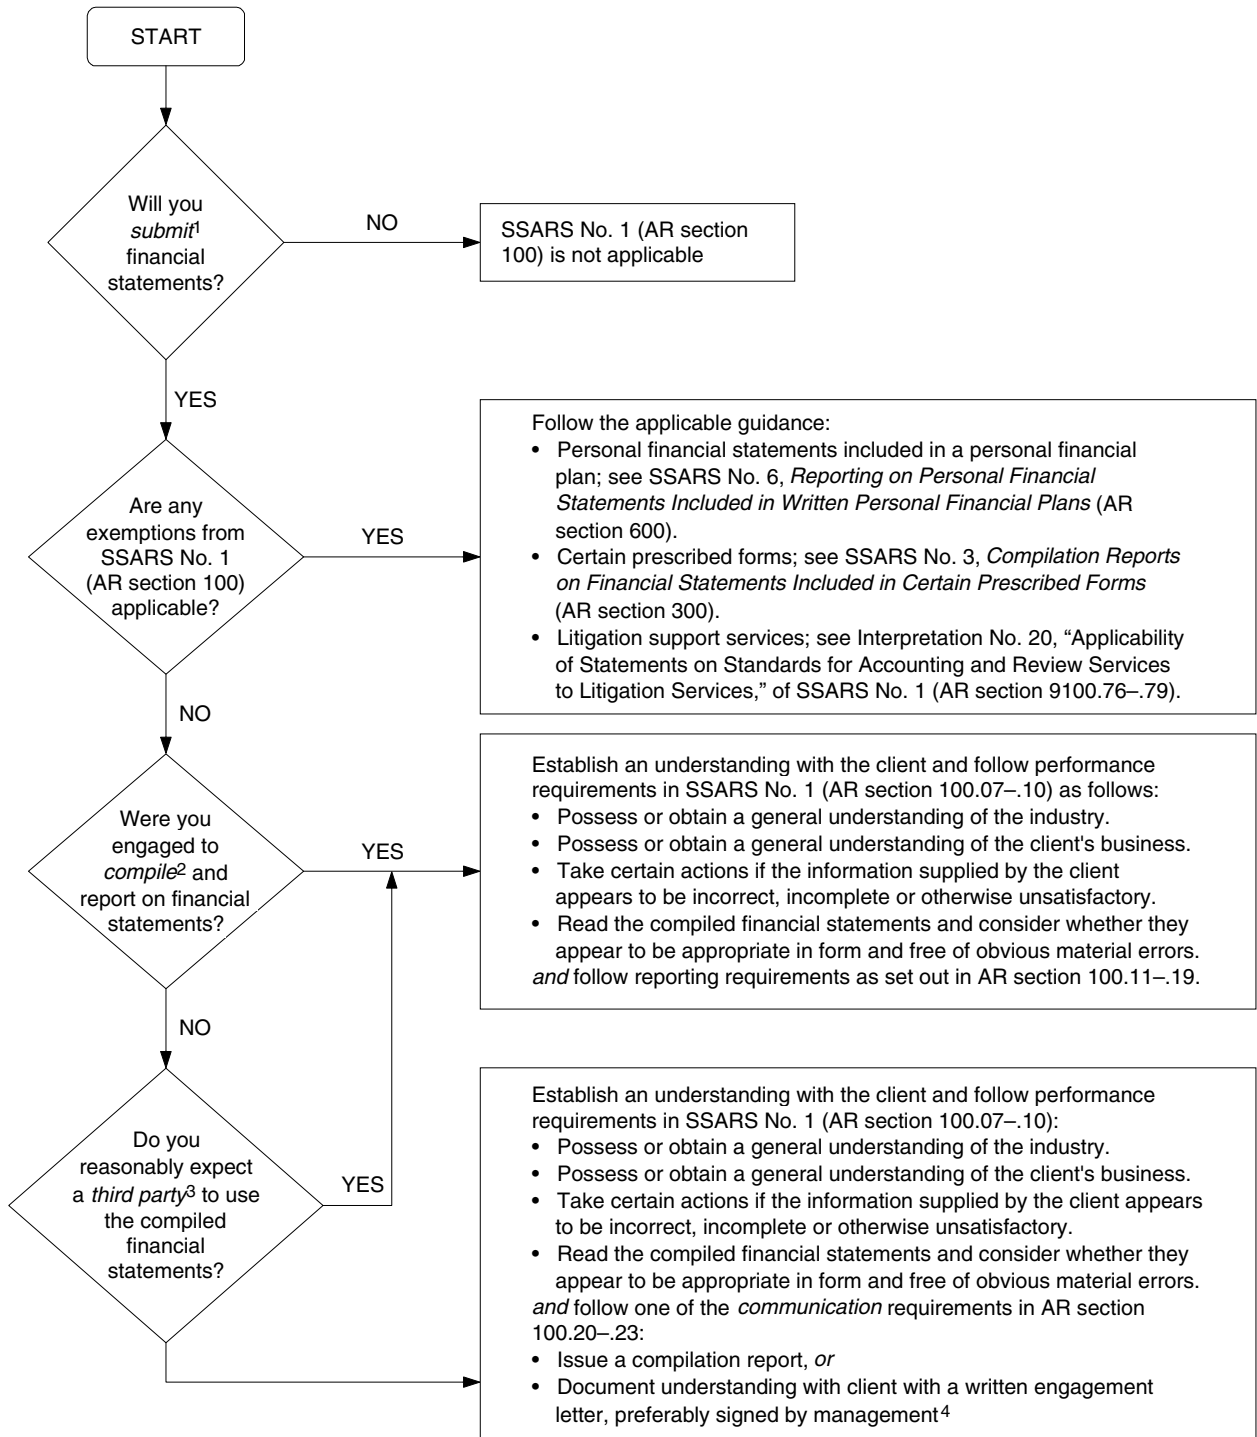 START
Will you
submit1
financial
statements?
NO
SSARS No. 1 (AR section
100) is not applicable
YES
Are any
exemptions from
SSARS No. 1
(AR section 100)
applicable?
YES
Follow the applicable guidance:
• Personal financial statements included in a personal financial
plan; see SSARS No. 6, Reporting on Personal Financial
Statements Included in Written Personal Financial Plans (AR
section 600).
• Certain prescribed forms; see SSARS No. 3, Compilation Reports
on Financial Statements Included in Certain Prescribed Forms
(AR section 300).
• Litigation support services; see Interpretation No. 20, “Applicability
of Statements on Standards for Accounting and Review Services
to Litigation Services,” of SSARS No. 1 (AR section 9100.76–.79).
NO
Were you
engaged to
compile2 and
report on financial
statements?
YES
Establish an understanding with the client and follow performance
requirements in SSARS No. 1 (AR section 100.07–.10) as follows:
• Possess or obtain a general understanding of the industry.
• Possess or obtain a general understanding of the client's business.
• Take certain actions if the information supplied by the client
appears to be incorrect, incomplete or otherwise unsatisfactory.
• Read the compiled financial statements and consider whether they
appear to be appropriate in form and free of obvious material errors.
and follow reporting requirements as set out in AR section 100.11–.19.
NO
Do you
reasonably expect
a third party3 to use
the compiled
financial
statements?
YES
Establish an understanding with the client and follow performance
requirements in SSARS No. 1 (AR section 100.07–.10):
• Possess or obtain a general understanding of the industry.
• Possess or obtain a general understanding of the client's business.
• Take certain actions if the information supplied by the client appears
to be incorrect, incomplete or otherwise unsatisfactory.
• Read the compiled financial statements and consider whether they
appear to be appropriate in form and free of obvious material errors.
and follow one of the communication requirements in AR section
100.20–.23:
• Issue a compilation report, or
• Document understanding with client with a written engagement
letter, preferably signed by management4